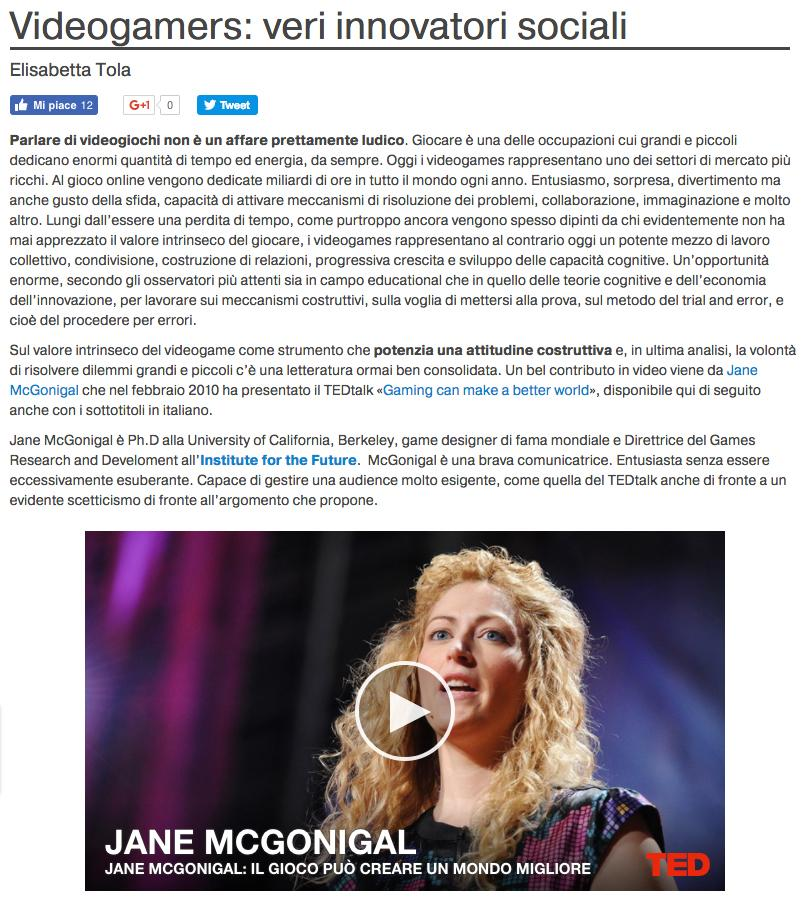 Videogamers: veri innovatori sociali
Elisabetta Tola
Mi piace 12
G+1 0
Tweet
Parlare di videogiochi non è un affare prettamente ludico. Giocare è una delle occupazioni cui grandi e piccoli
dedicano enormi quantità di tempo ed energia, da sempre. Oggi i videogames rappresentano uno dei settori di mercato più
ricchi. Al gioco online vengono dedicate miliardi di ore in tutto il mondo ogni anno. Entusiasmo, sorpresa, divertimento ma
anche gusto della sfida, capacità di attivare meccanismi di risoluzione dei problemi, collaborazione, immaginazione e molto
altro. Lungi dall'essere una perdita di tempo, come purtroppo ancora vengono spesso dipinti da chi evidentemente non ha
mai apprezzato il valore intrinseco del giocare, i videogames rappresentano al contrario oggi un potente mezzo di lavoro
collettivo, condivisione, costruzione di relazioni, progressiva crescita e sviluppo delle capacità cognitive. Un'opportunità
enorme, secondo gli osservatori più attenti sia in campo educational che in quello delle teorie cognitive e dell'economia
dell'innovazione, per lavorare sui meccanismi costruttivi, sulla voglia di mettersi alla prova, sul metodo del trial and error, e
cioè del procedere per errori.
Sul valore intrinseco del videogame come strumento che potenzia una attitudine costruttiva e, in ultima analisi, la volontà
di risolvere dilemmi grandi e piccoli c'è una letteratura ormai ben consolidata. Un bel contributo in video viene da Jane
McGonigal che nel febbraio 2010 ha presentato il TEDtalk «Gaming can make a better world», disponibile qui di seguito
anche con i sottotitoli in italiano.
Jane McGonigal è Ph.D alla University of California, Berkeley, game designer di fama mondiale e Direttrice del Games
Research and Develoment all'Institute for the Future. McGonigal è una brava comunicatrice. Entusiasta senza essere
eccessivamente esuberante. Capace di gestire una audience molto esigente, come quella del TEDtalk anche di fronte a un
evidente scetticismo di fronte all'argomento che propone.
JANE MCGONIGAL
JANE MCGONIGAL: IL GIOCO PUÒ CREARE UN MONDO MIGLIORE
TED